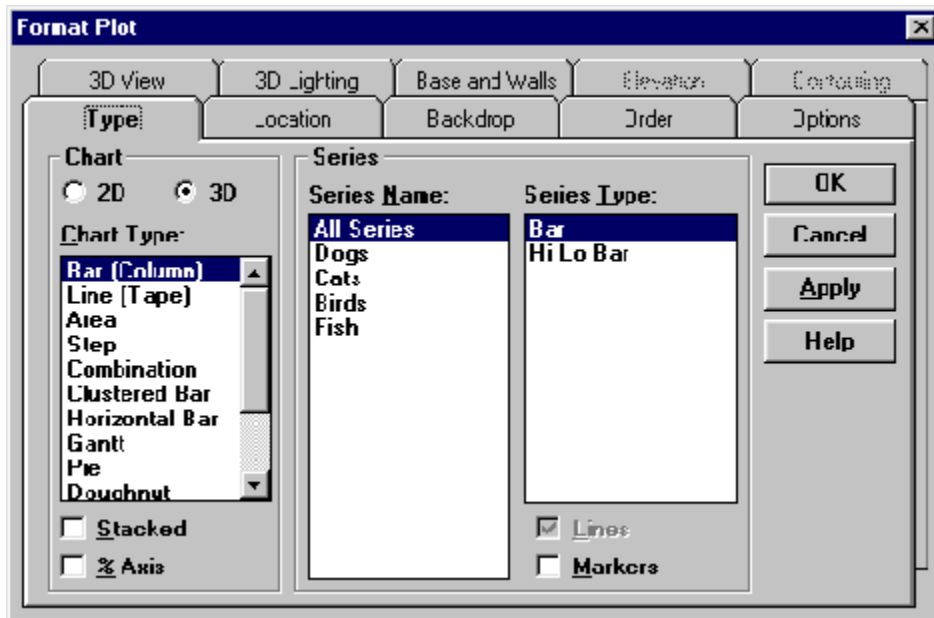 Format Plot
3D View 3D Lighting Base and Walls Elevation Contouring
Type Location Backdrop Order Options
Chart
2D 3D
Chart Type:
Bar (Column)
Line (Tape)
Area
Step
Combination
Clustered Bar
Horizontal Bar
Gantt
Pie
Doughnut
Stacked
% Axis
Series
Series Name:
All Series
Dogs
Cats
Birds
Fish
Series Type:
Bar
Hi Lo Bar
Lines
Markers
OK
Cancel
Apply
Help